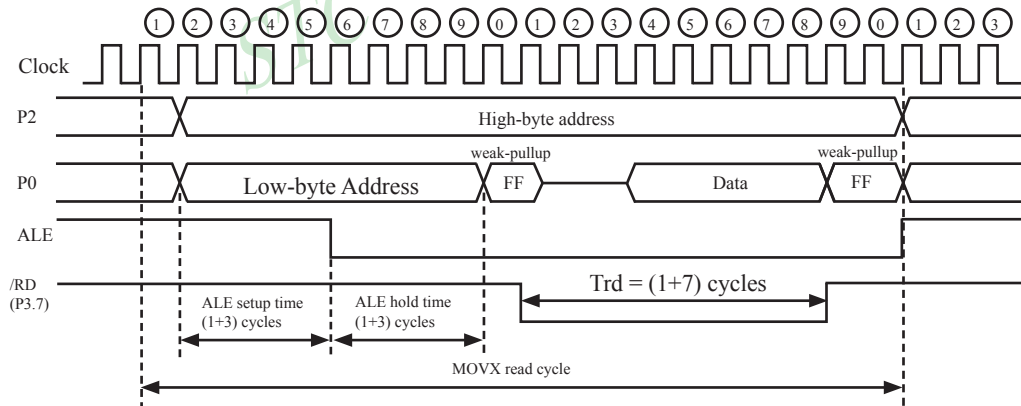 STC
1 2 3 4 5 6 7 8 9 0 1 2 3 4 5 6 7 8 9 0 1 2 3
Clock
P2
High-byte address
weak-pullup
weak-pullup
P0
Low-byte Address
FF
Data
FF
ALE
/RD
(P3.7)
Trd = (1+7) cycles
ALE setup time
(1+3) cycles
ALE hold time
(1+3) cycles
MOVX read cycle